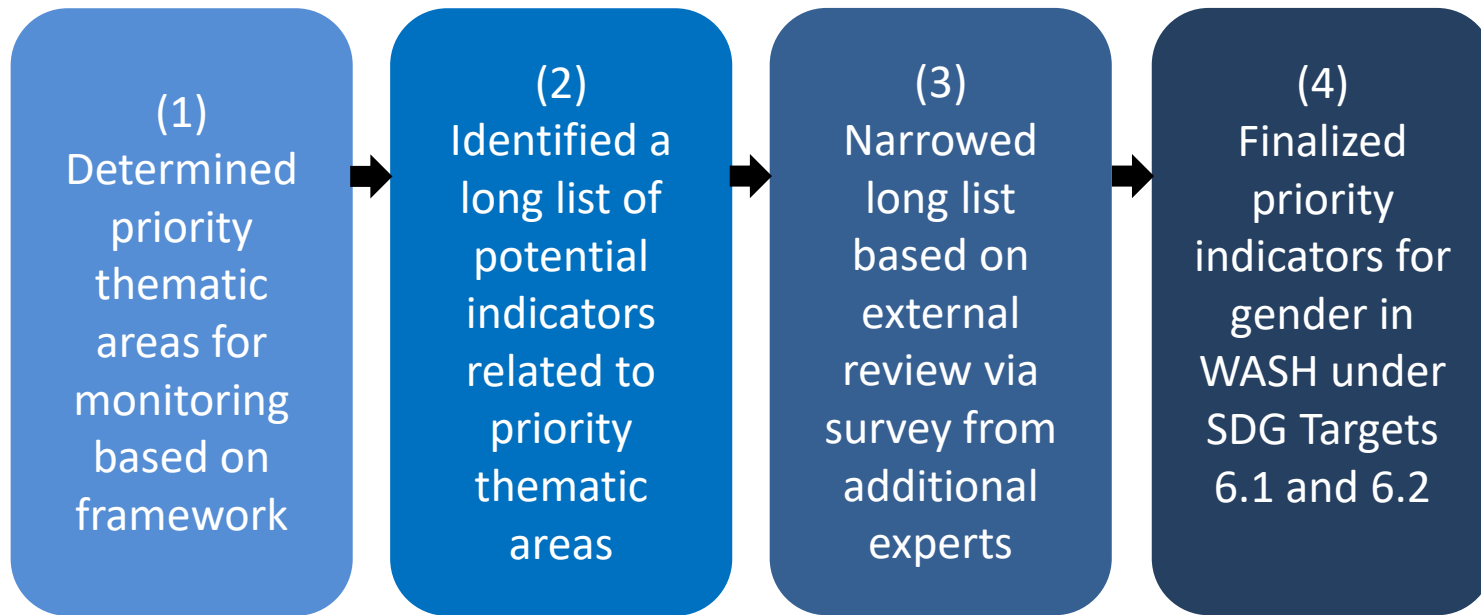 (1)
Determined
priority
thematic
areas for
monitoring
based on
framework
(2)
Identified a
long list of
potential
indicators
related to
priority
thematic
areas
(3)
Narrowed
long list
based on
external
review via
survey from
additional
experts
(4)
Finalized
priority
indicators for
gender in
WASH under
SDG Targets
6.1 and 6.2